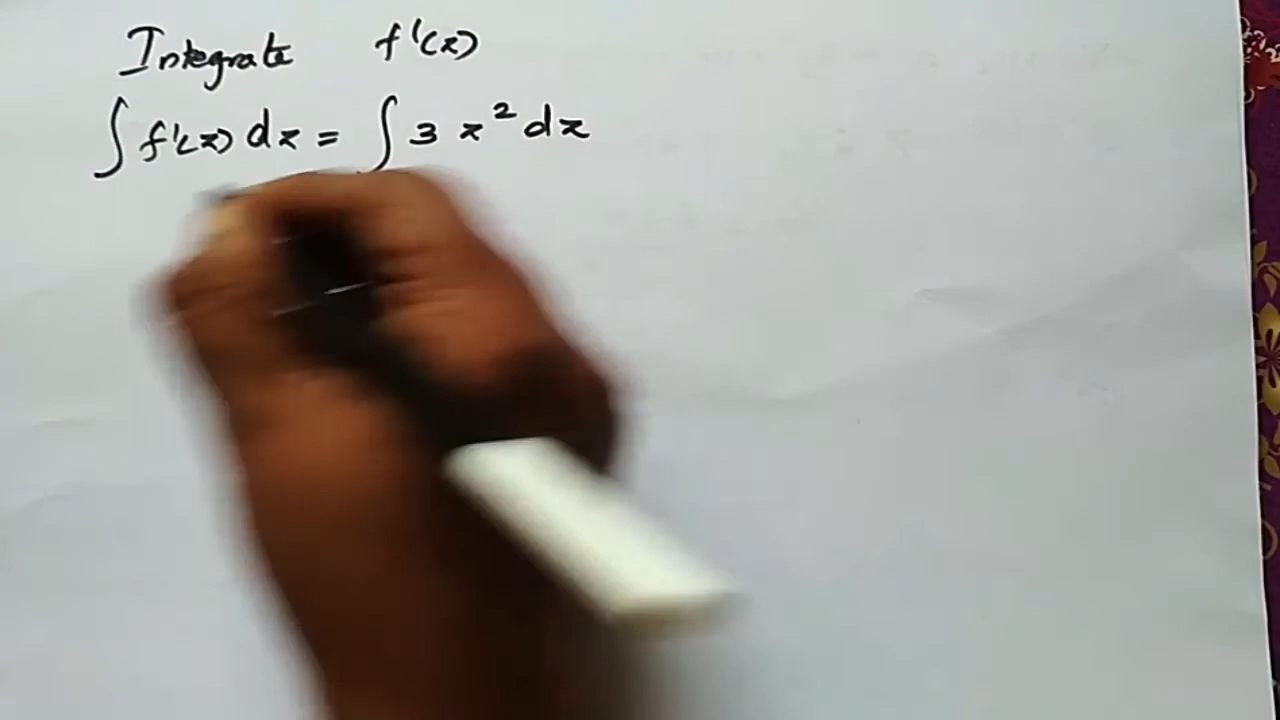 Integrate f'(x)
∫ f'(x) dx = ∫ 3 x² dx